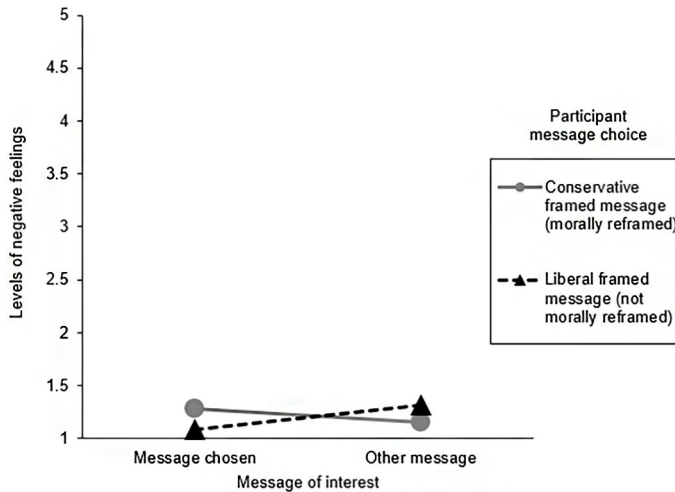 5
4.5
4
3.5
3
2.5
2
1.5
1
Levels of negative feelings
Message chosen
Other message
Message of interest
Participant
message choice
Conservative
framed message
(morally reframed)
Liberal framed
message (not
morally reframed)